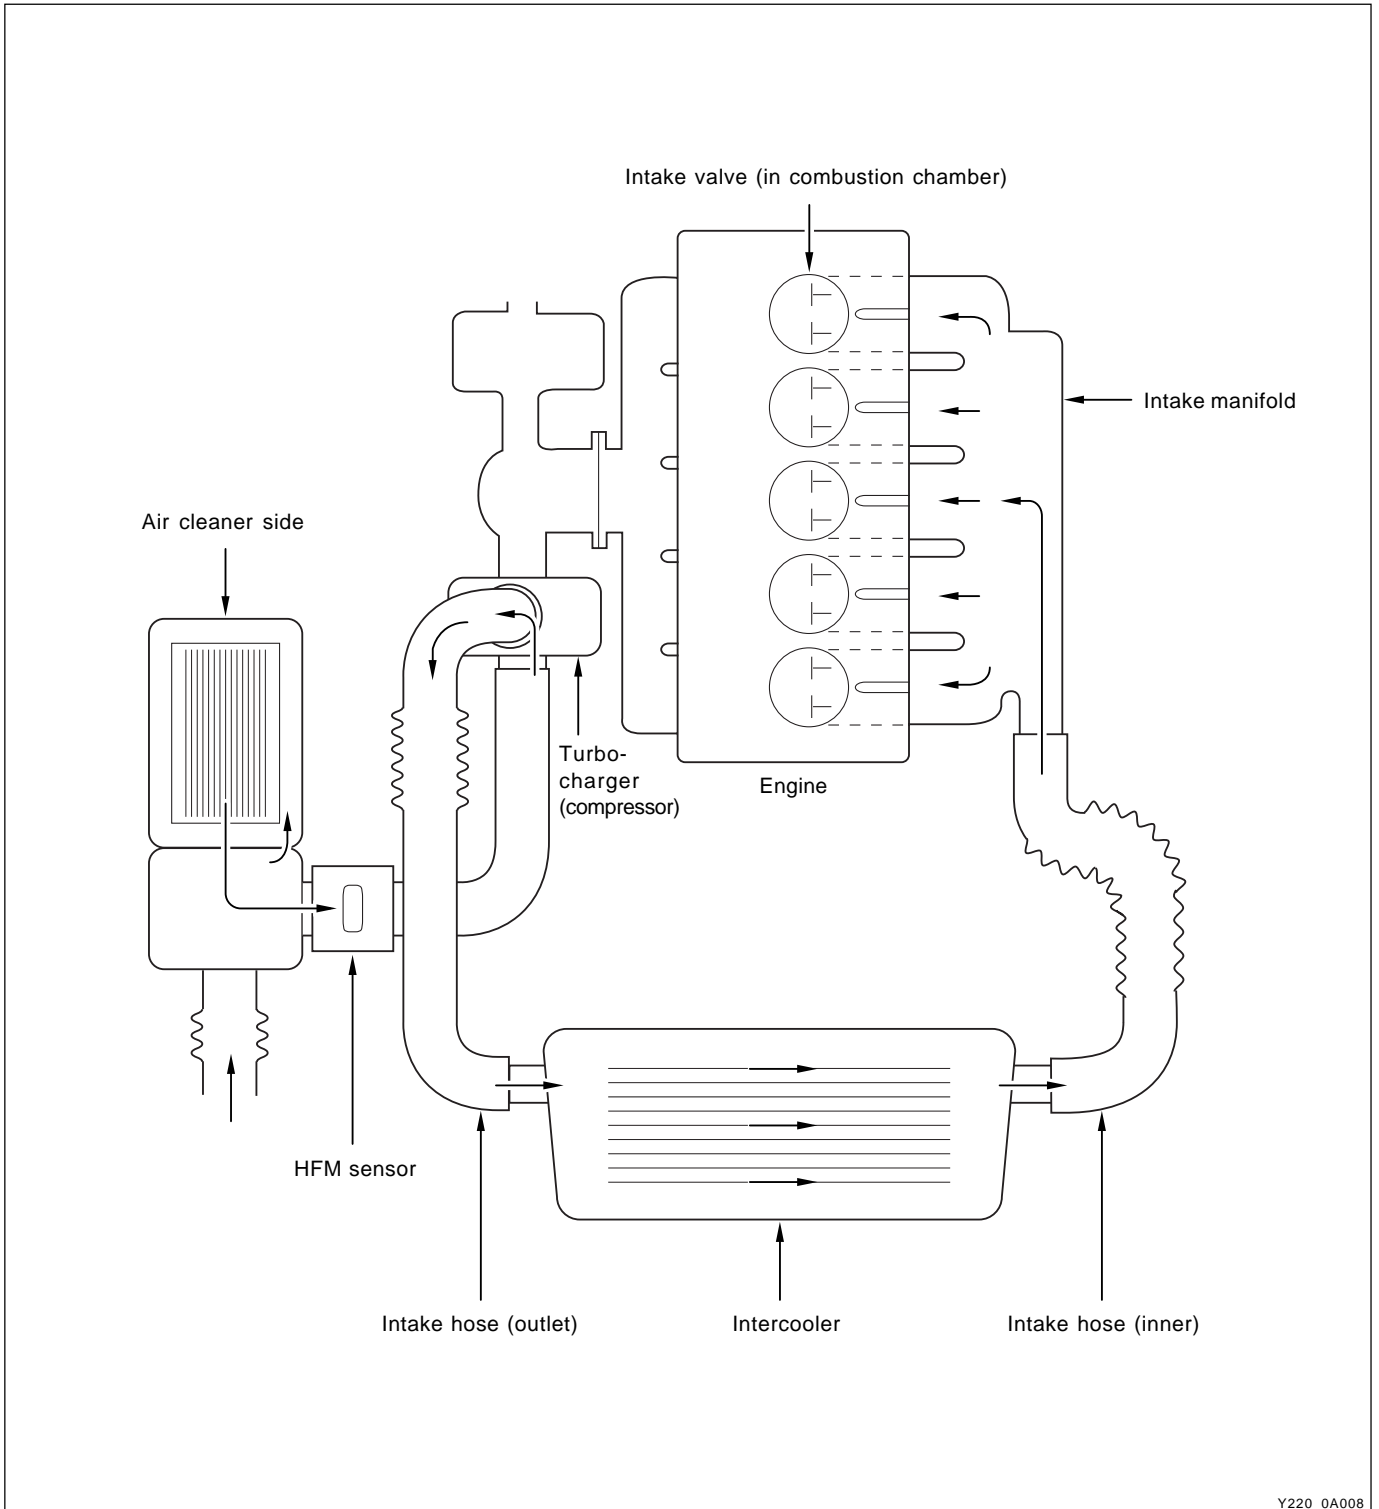 Intake valve (in combustion chamber)
Intake manifold
Air cleaner side
Turbo-
charger
(compressor)
Engine
HFM sensor
Intake hose (outlet)
Intercooler
Intake hose (inner)
Y220 0A008